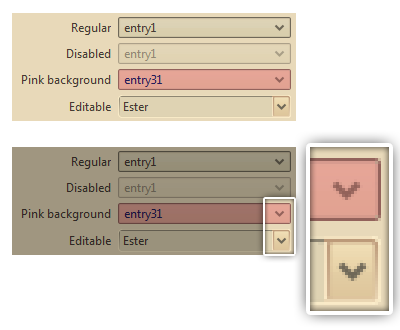 Regular entry1
Disabled entry1
Pink background entry31
Editable Ester
Regular entry1
Disabled entry1
Pink background entry31
Editable Ester